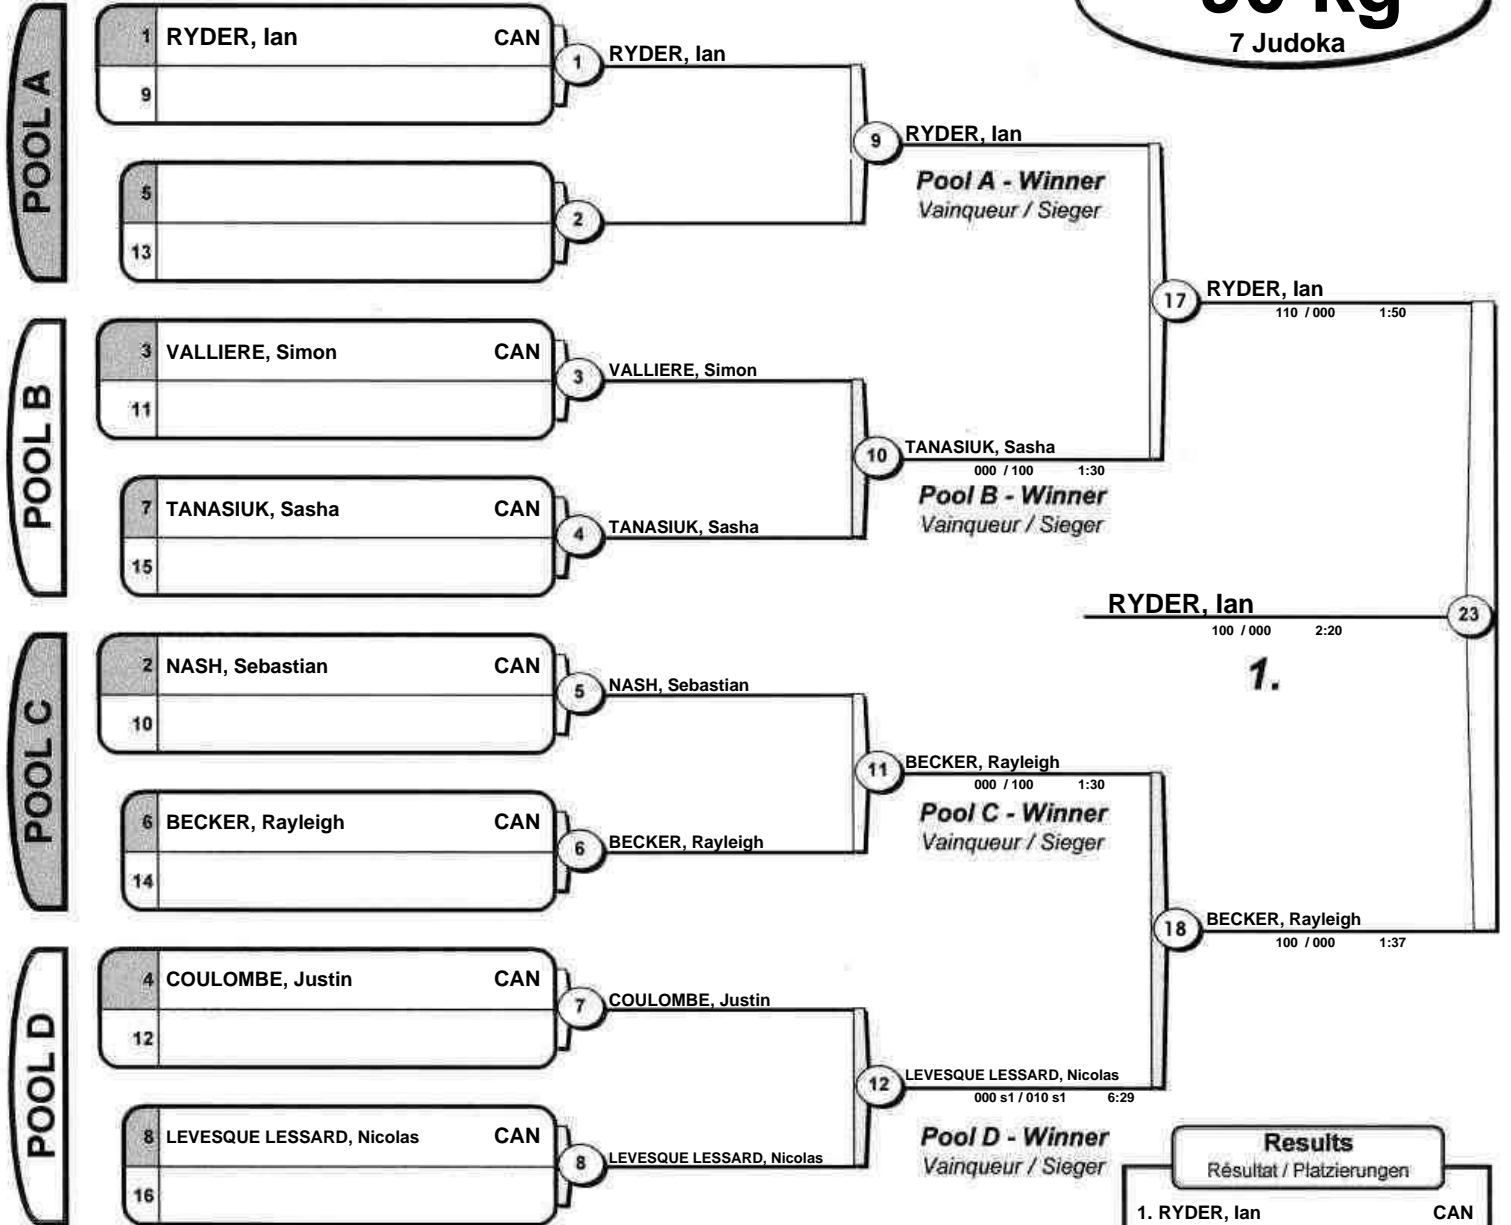 7 Judoka
POOL A
1 RYDER, Ian CAN
9
5
13
1 RYDER, Ian
2
9 RYDER, Ian
Pool A - Winner
Vainqueur / Sieger
17 RYDER, Ian
110 / 000 1:50
POOL B
3 VALLIERE, Simon CAN
11
7 TANASIUK, Sasha CAN
15
3 VALLIERE, Simon
4 TANASIUK, Sasha
10 TANASIUK, Sasha
000 / 100 1:30
Pool B - Winner
Vainqueur / Sieger
RYDER, Ian 23
100 / 000 2:20
1.
POOL C
2 NASH, Sebastian CAN
10
6 BECKER, Rayleigh CAN
14
5 NASH, Sebastian
6 BECKER, Rayleigh
11 BECKER, Rayleigh
000 / 100 1:30
Pool C - Winner
Vainqueur / Sieger
18 BECKER, Rayleigh
100 / 000 1:37
POOL D
4 COULOMBE, Justin CAN
12
8 LEVESQUE LESSARD, Nicolas CAN
16
7 COULOMBE, Justin
8 LEVESQUE LESSARD, Nicolas
12 LEVESQUE LESSARD, Nicolas
000 s1 / 010 s1 6:29
Pool D - Winner
Vainqueur / Sieger
Results
Résultat / Platzierungen
1. RYDER, Ian CAN